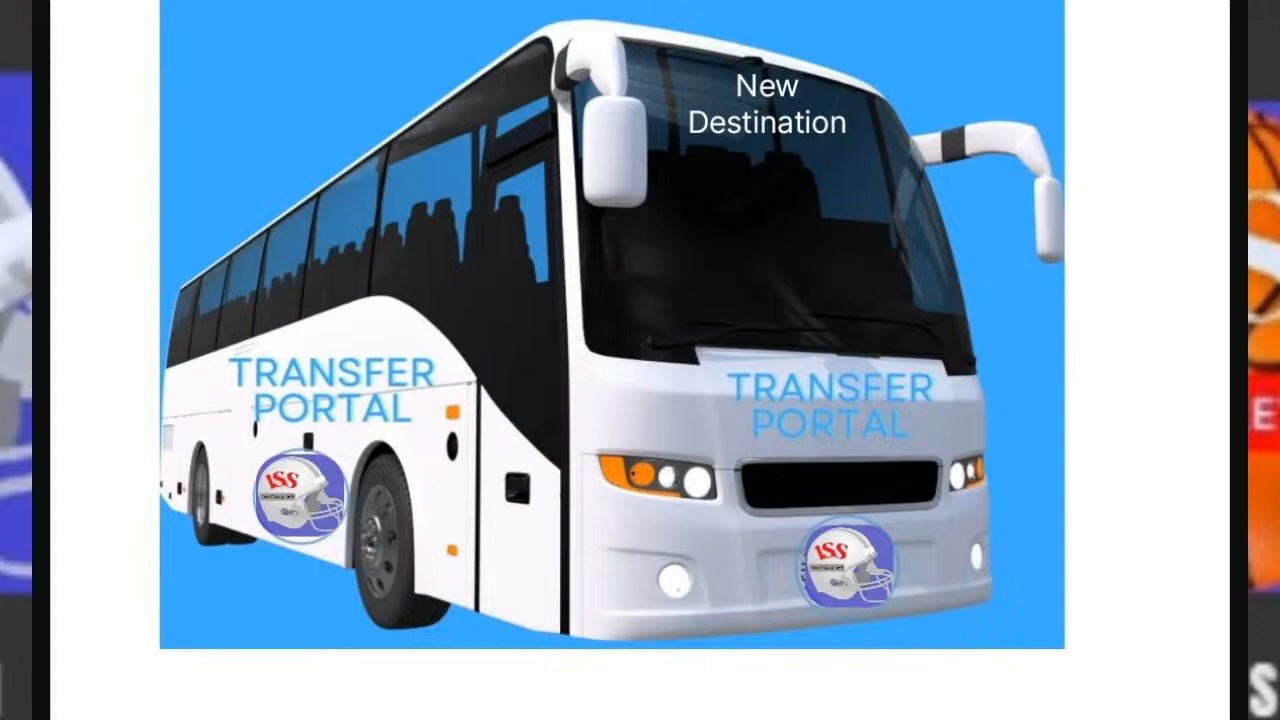 New
Destination
TRANSFER
PORTAL
TRANSFER
PORTAL
ISS
ISS
E
S